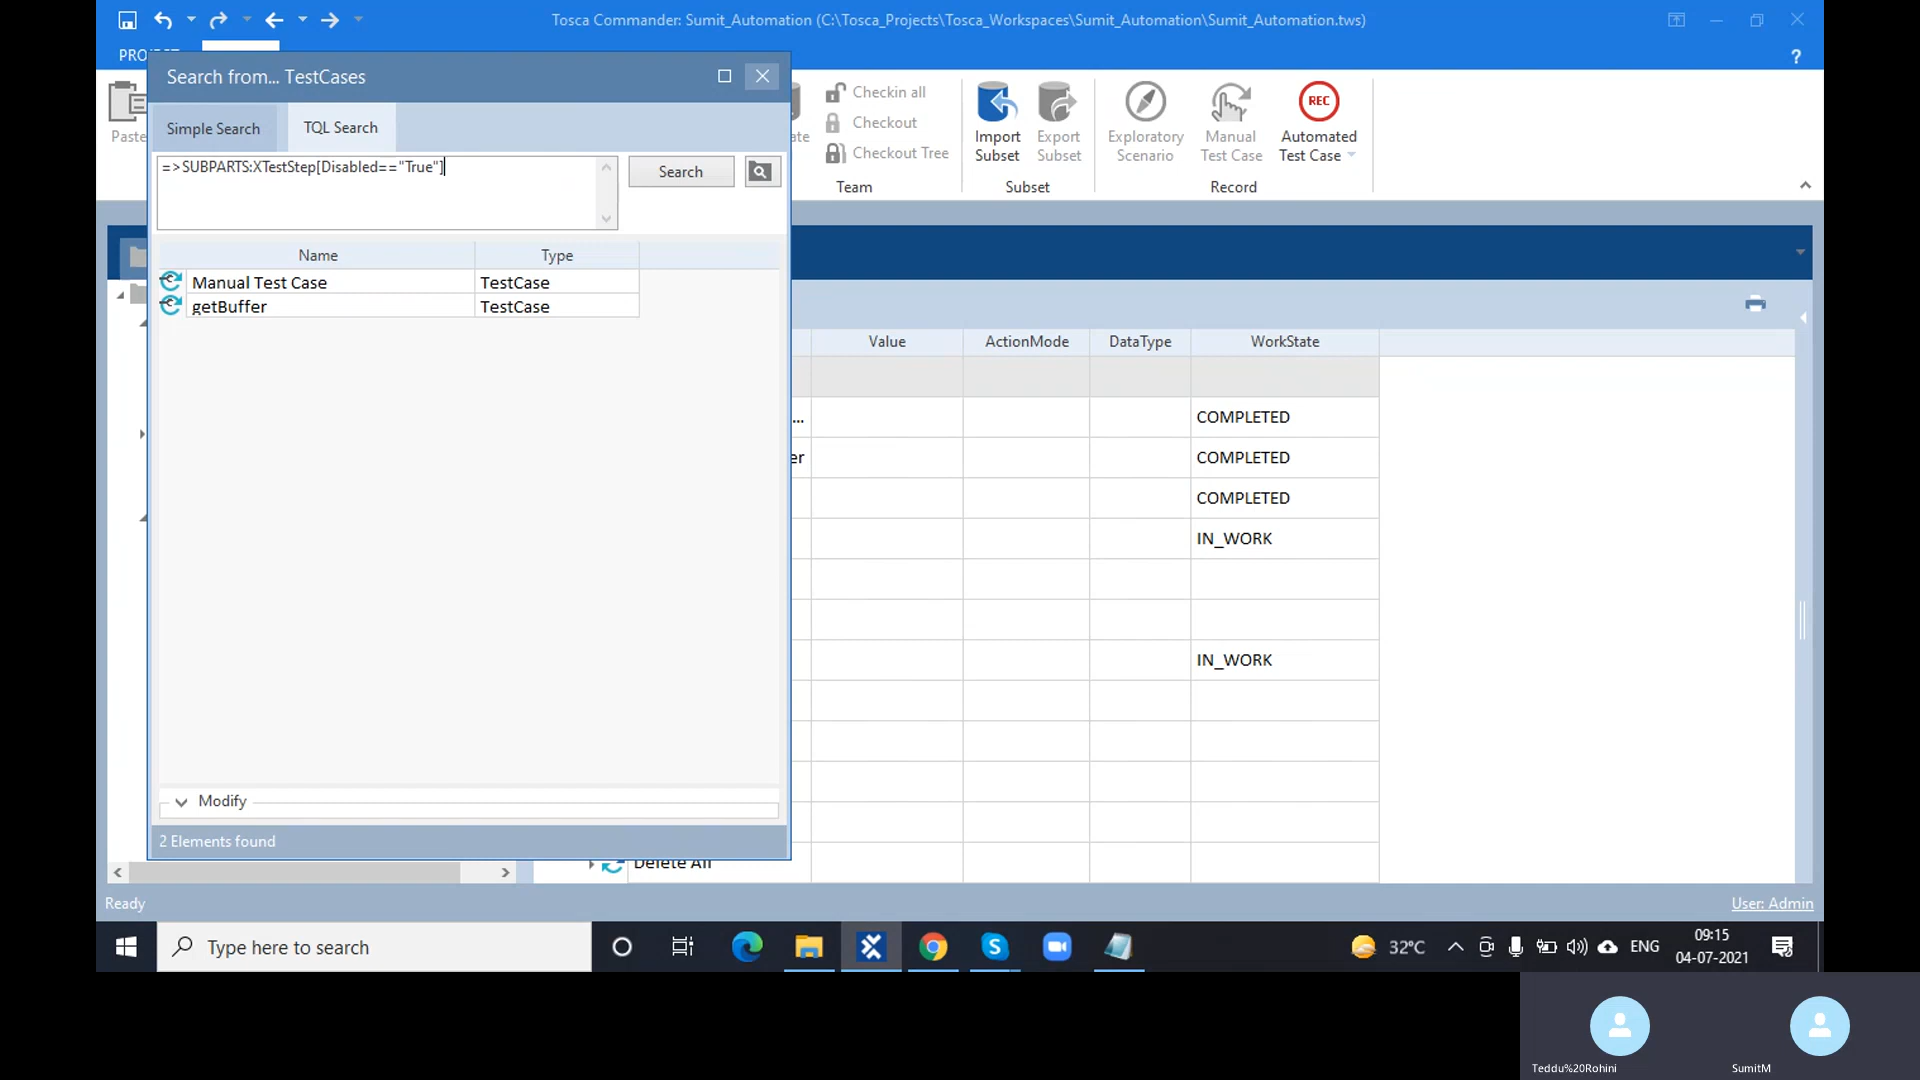 Tosca Commander: Sumit_Automation (C:\Tosca_Projects\Tosca_Workspaces\Sumit_Automation\Sumit_Automation.tws)
?
Search from... TestCases
Simple Search
TQL Search
=>SUBPARTS:XTestStep[Disabled=="True"]
Search
Name
Type
Manual Test Case
TestCase
getBuffer
TestCase
Modify
2 Elements found
Paste
Checkin all
Checkout
Checkout Tree
Team
Import
Subset
Export
Subset
Subset
Exploratory
Scenario
Manual
Test Case
REC
Automated
Test Case
Record
Value
ActionMode
DataType
WorkState
...
COMPLETED
er
COMPLETED
COMPLETED
IN_WORK
IN_WORK
Delete All
Ready
User: Admin
Type here to search
32°C
ENG
09:15
04-07-2021
Teddu%20Rohini
SumitM